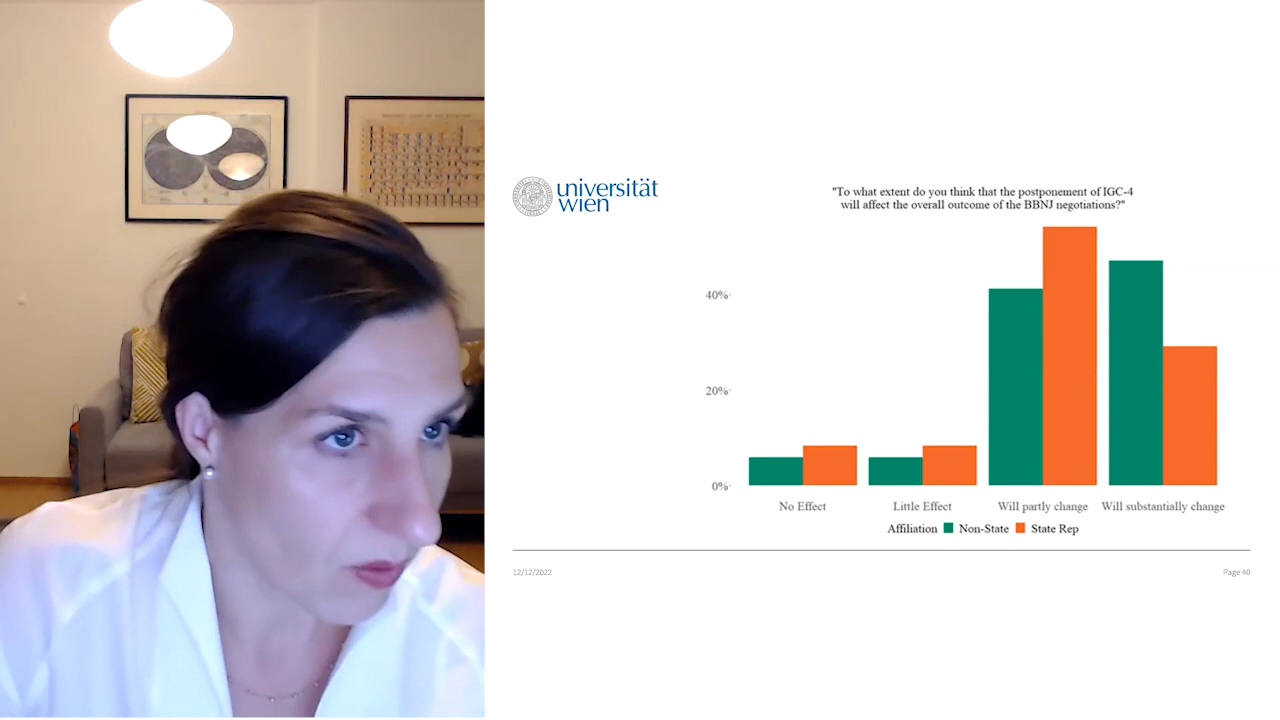 universität
wien
"To what extent do you think that the postponement of IGC-4
will affect the overall outcome of the BBNJ negotiations?"
40%
20%
0%
No Effect
Little Effect
Will partly change
Will substantially change
Affiliation
Non-State
State Rep
12/12/2022
Page 40